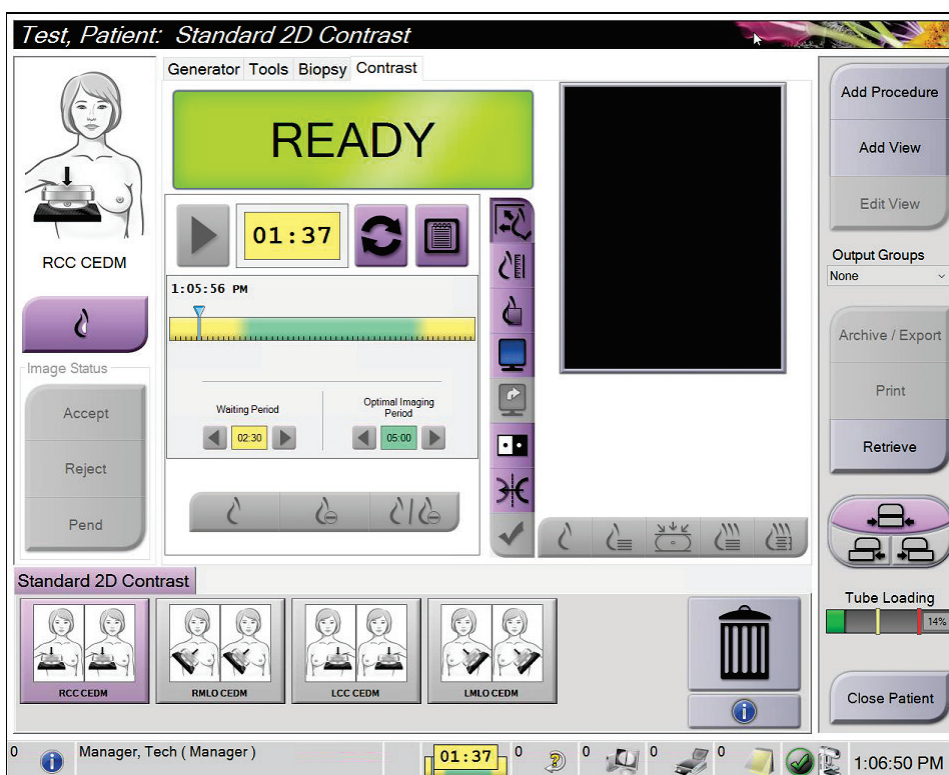 Test, Patient: Standard 2D Contrast
Generator Tools Biopsy Contrast
READY
RCC CEDM
01:37
1:05:56 PM
Waiting Period
Optimal Imaging
Period
02:30
05:00
Image Status
Accept
Reject
Pend
Add Procedure
Add View
Edit View
Output Groups
None
Archive / Export
Print
Retrieve
Tube Loading
14%
Close Patient
Standard 2D Contrast
RCC CEDM
RMLO CEDM
LCC CEDM
LMLO CEDM
0 Manager, Tech ( Manager ) 01:37 0 0 0 0 1:06:50 PM